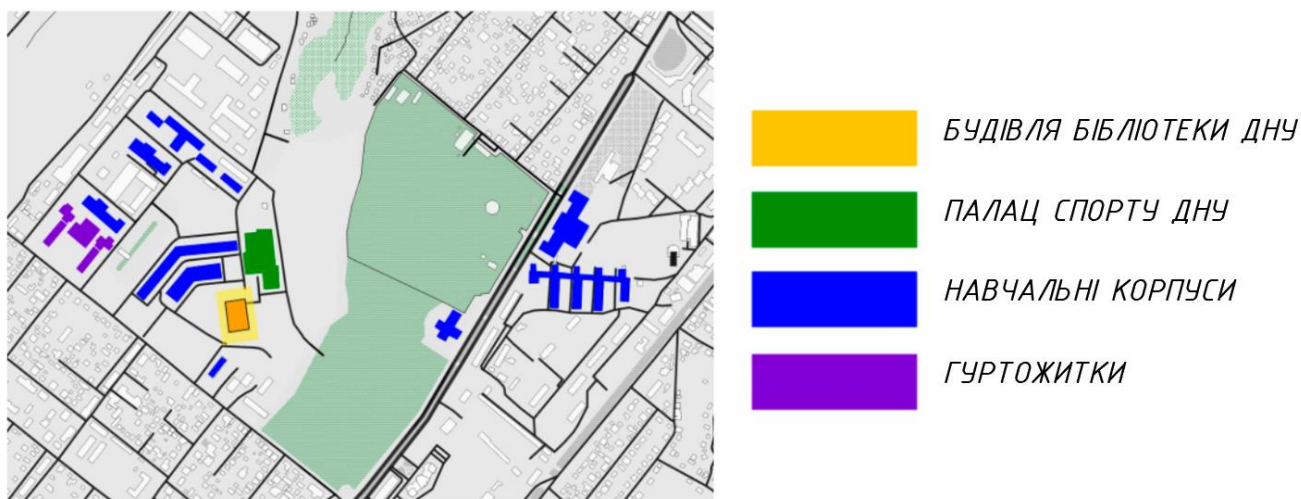 БУДІВЛЯ БІБЛІОТЕКИ ДНУ
ПАЛАЦ СПОРТУ ДНУ
НАВЧАЛЬНІ КОРПУСИ
ГУРТОЖИТКИ